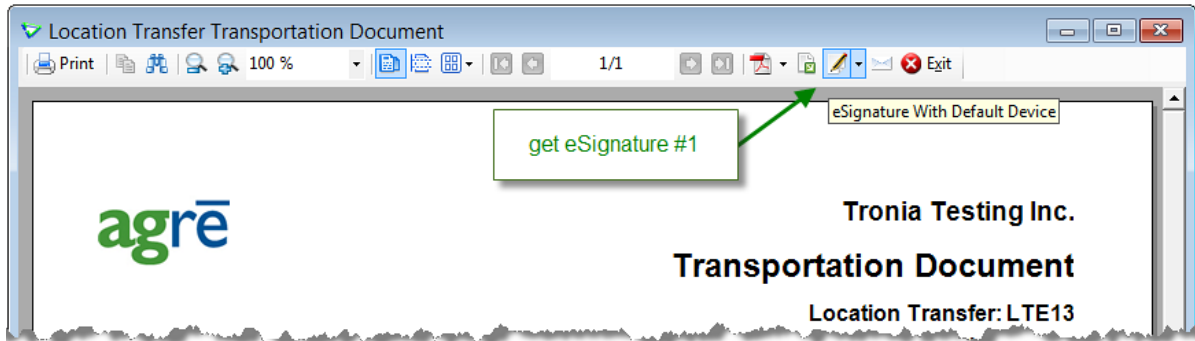 Location Transfer Transportation Document
Print 100 % 1/1 Exit
eSignature With Default Device
get eSignature #1
agrē
Tronia Testing Inc.
Transportation Document
Location Transfer: LTE13